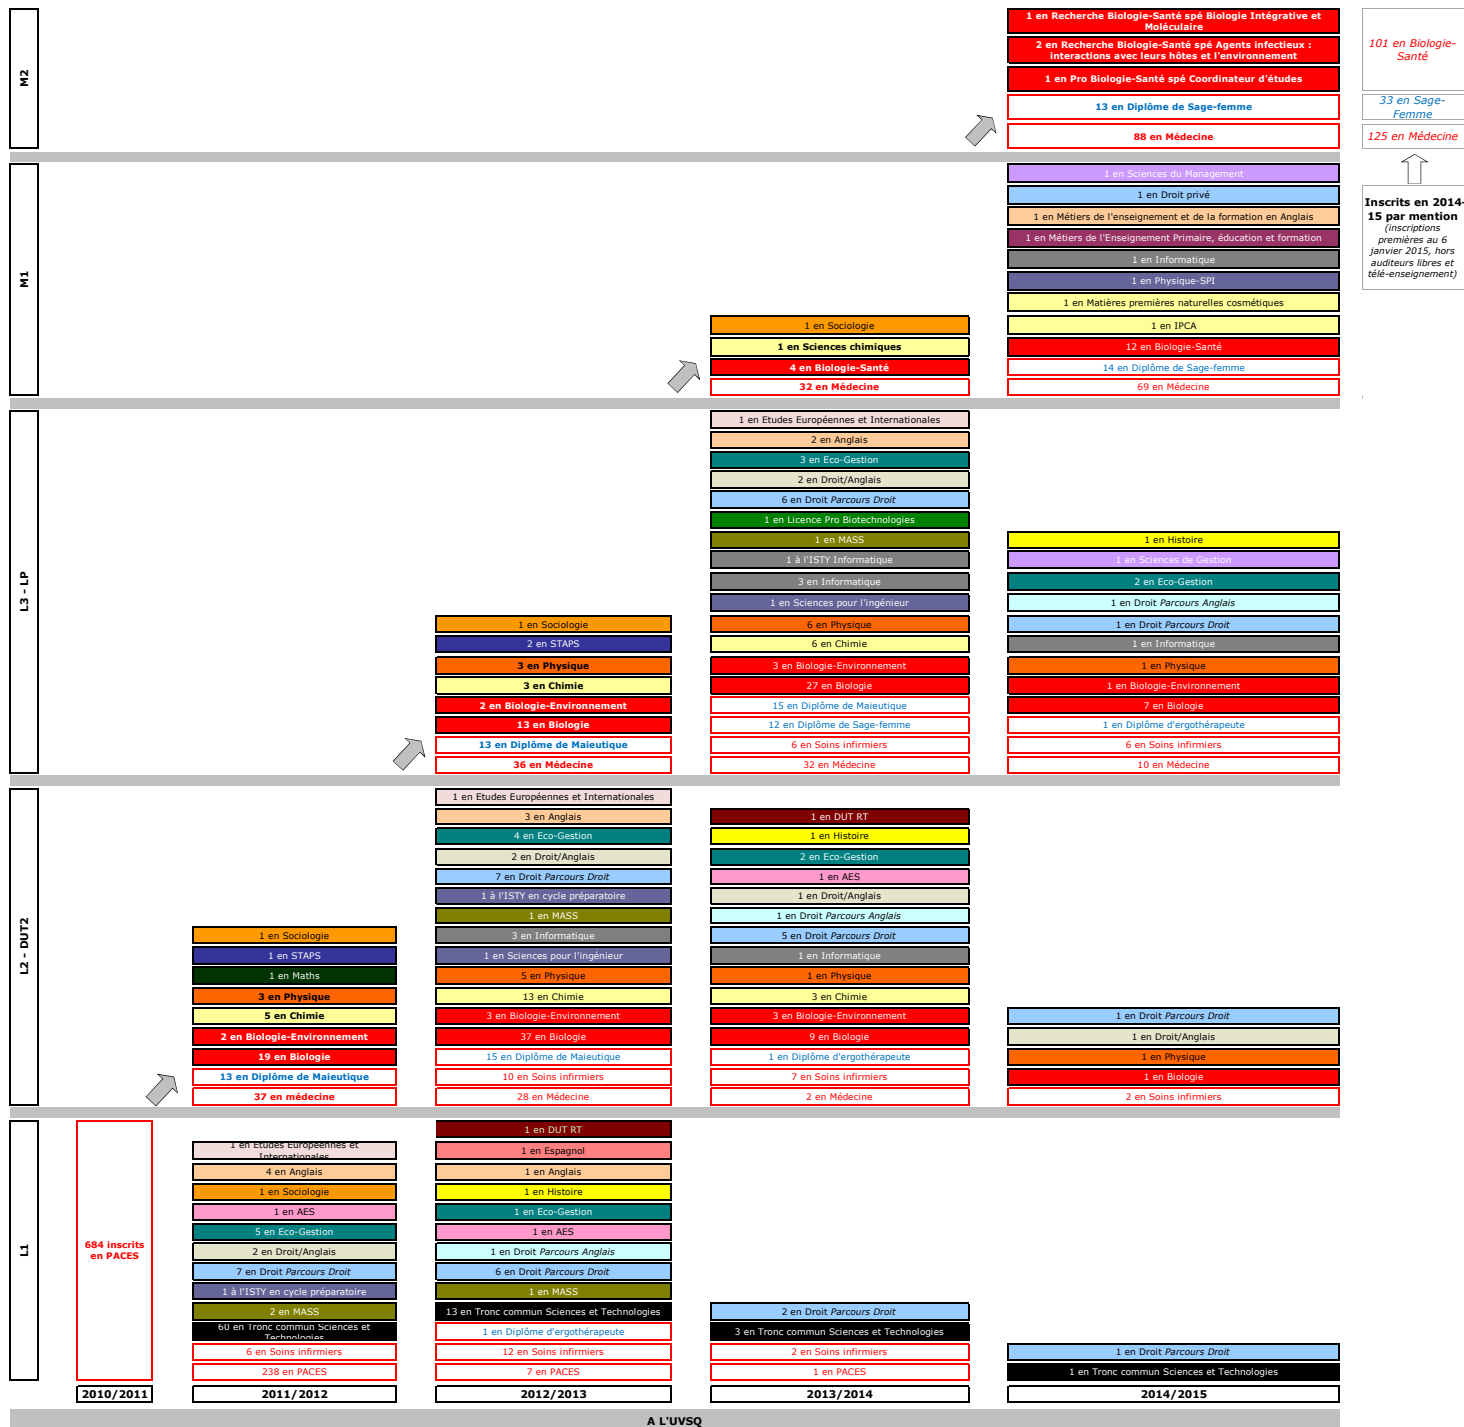 M2
1 en Recherche Biologie-Santé spé Biologie Intégrative et
Moléculaire
2 en Recherche Biologie-Santé spé Agents infectieux :
interactions avec leurs hôtes et l'environnement
1 en Pro Biologie-Santé spé Coordinateur d'études
13 en Diplôme de Sage-femme
88 en Médecine
101 en Biologie-
Santé
33 en Sage-
Femme
125 en Médecine
Inscrits en 2014-
15 par mention
(inscriptions
premières au 6
janvier 2015, hors
auditeurs libres et
télé-enseignement)
M1
1 en Sociologie
1 en Sciences chimiques
4 en Biologie-Santé
32 en Médecine
1 en Sciences du Management
1 en Droit privé
1 en Métiers de l'enseignement et de la formation en Anglais
1 en Métiers de l'Enseignement Primaire, éducation et formation
1 en Informatique
1 en Physique-SPI
1 en Matières premières naturelles cosmétiques
1 en IPCA
12 en Biologie-Santé
14 en Diplôme de Sage-femme
69 en Médecine
L3 - LP
1 en Sociologie
2 en STAPS
3 en Physique
3 en Chimie
2 en Biologie-Environnement
13 en Biologie
13 en Diplôme de Maieutique
36 en Médecine
1 en Etudes Européennes et Internationales
2 en Anglais
3 en Eco-Gestion
2 en Droit/Anglais
6 en Droit Parcours Droit
1 en Licence Pro Biotechnologies
1 en MASS
1 à l'ISTY Informatique
3 en Informatique
1 en Sciences pour l'ingénieur
6 en Physique
6 en Chimie
3 en Biologie-Environnement
27 en Biologie
15 en Diplôme de Maieutique
12 en Diplôme de Sage-femme
6 en Soins infirmiers
32 en Médecine
1 en Histoire
1 en Sciences de Gestion
2 en Eco-Gestion
1 en Droit Parcours Anglais
1 en Droit Parcours Droit
1 en Informatique
1 en Physique
1 en Biologie-Environnement
7 en Biologie
1 en Diplôme d'ergothérapeute
6 en Soins infirmiers
10 en Médecine
L2 - DUT2
1 en Sociologie
1 en STAPS
1 en Maths
3 en Physique
5 en Chimie
2 en Biologie-Environnement
19 en Biologie
13 en Diplôme de Maieutique
37 en médecine
1 en Etudes Européennes et Internationales
3 en Anglais
4 en Eco-Gestion
2 en Droit/Anglais
7 en Droit Parcours Droit
1 à l'ISTY en cycle préparatoire
1 en MASS
3 en Informatique
1 en Sciences pour l'ingénieur
5 en Physique
13 en Chimie
3 en Biologie-Environnement
37 en Biologie
15 en Diplôme de Maieutique
10 en Soins infirmiers
28 en Médecine
1 en DUT RT
1 en Histoire
2 en Eco-Gestion
1 en AES
1 en Droit/Anglais
1 en Droit Parcours Anglais
5 en Droit Parcours Droit
1 en Informatique
1 en Physique
3 en Chimie
3 en Biologie-Environnement
9 en Biologie
1 en Diplôme d'ergothérapeute
7 en Soins infirmiers
2 en Médecine
1 en Droit Parcours Droit
1 en Droit/Anglais
1 en Physique
1 en Biologie
2 en Soins infirmiers
L1
684 inscrits
en PACES
1 en Etudes Européennes et
Internationales
4 en Anglais
1 en Sociologie
1 en AES
5 en Eco-Gestion
2 en Droit/Anglais
7 en Droit Parcours Droit
1 à l'ISTY en cycle préparatoire
2 en MASS
60 en Tronc commun Sciences et
Technologies
6 en Soins infirmiers
238 en PACES
1 en DUT RT
1 en Espagnol
1 en Anglais
1 en Histoire
1 en Eco-Gestion
1 en AES
1 en Droit Parcours Anglais
6 en Droit Parcours Droit
1 en MASS
13 en Tronc commun Sciences et Technologies
1 en Diplôme d'ergothérapeute
12 en Soins infirmiers
7 en PACES
2 en Droit Parcours Droit
3 en Tronc commun Sciences et Technologies
2 en Soins infirmiers
1 en PACES
1 en Droit Parcours Droit
1 en Tronc commun Sciences et Technologies
2010/2011
2011/2012
2012/2013
2013/2014
2014/2015
A L'UVSQ